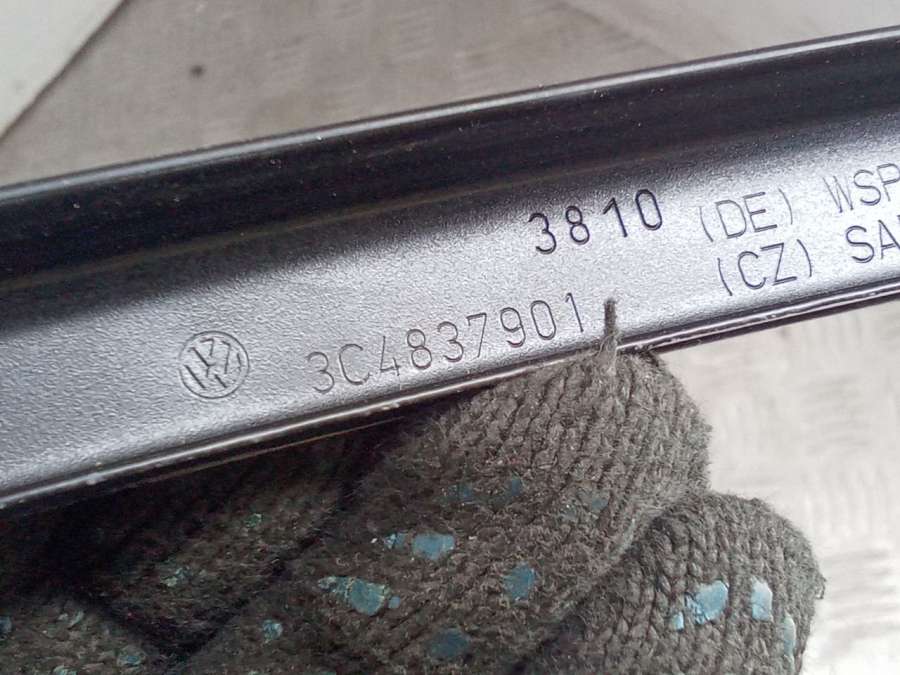 3810
(DE) WSP
(CZ) SA
3C4837901